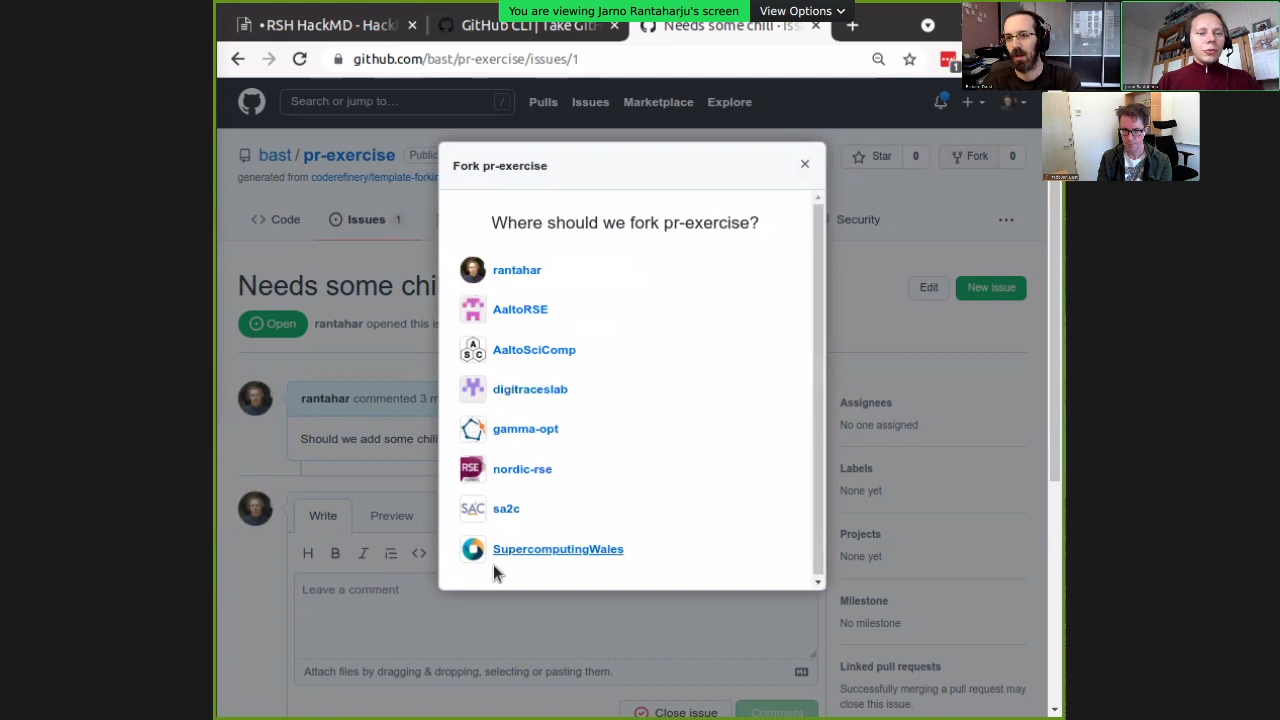 You are viewing Jarno Rantaharju's screen
View Options
•RSH HackMD - Hack
GitHub CLI | Take Git
Needs some chili · Iss
github.com/bast/pr-exercise/issues/1
1
Search or jump to...
/
Pulls
Issues
Marketplace
Explore
bast / pr-exercise
Public
generated from coderefinery/template-forkin
Star
0
Fork
0
Code
Issues
1
Security
Needs some chi
Edit
New issue
Open
rantahar opened this is
rantahar commented 3 m
Should we add some chili
Write
Preview
H
B
I
Leave a comment
Attach files by dragging & dropping, selecting or pasting them.
Close issue
Comment
Fork pr-exercise
Where should we fork pr-exercise?
rantahar
AaltoRSE
A
S
C
AaltoSciComp
digitraceslab
gamma-opt
RSE
nordic-rse
SAC
sa2c
SupercomputingWales
Assignees
No one assigned
Labels
None yet
Projects
None yet
Milestone
No milestone
Linked pull requests
Successfully merging a pull request may
close this issue.